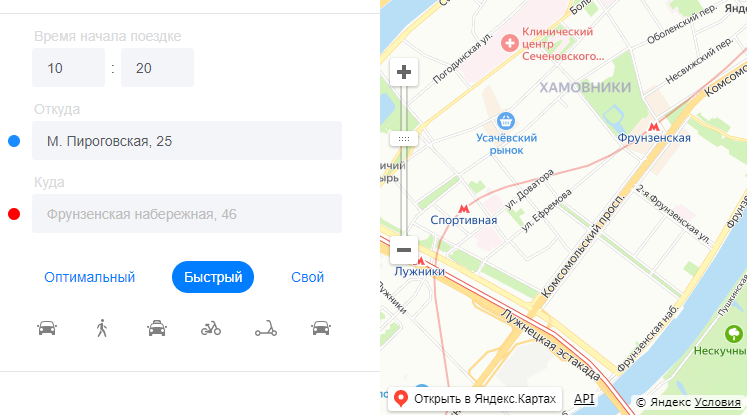 Время начала поездке
10 : 20
Откуда
М. Пироговская, 25
Куда
Фрунзенская набережная, 46
Оптимальный Быстрый Свой
Клинический
центр
Сеченовского...
Погодинская ул.
Оболенский пер.
Несвижский пер.
Комсомольский
ХАМОВНИКИ
Усачёвский
рынок
Фрунзенская
ул. Доватора
ул. Ефремова
Спортивная
2-я Фрунзенская ул.
Комсомольский просп.
Лужники
Лужники
Лужнецкая эстакада
Фрунзенская наб.
Пушкинская
Нескучны
Открыть в Яндекс.Картах
API
© Яндекс Условия